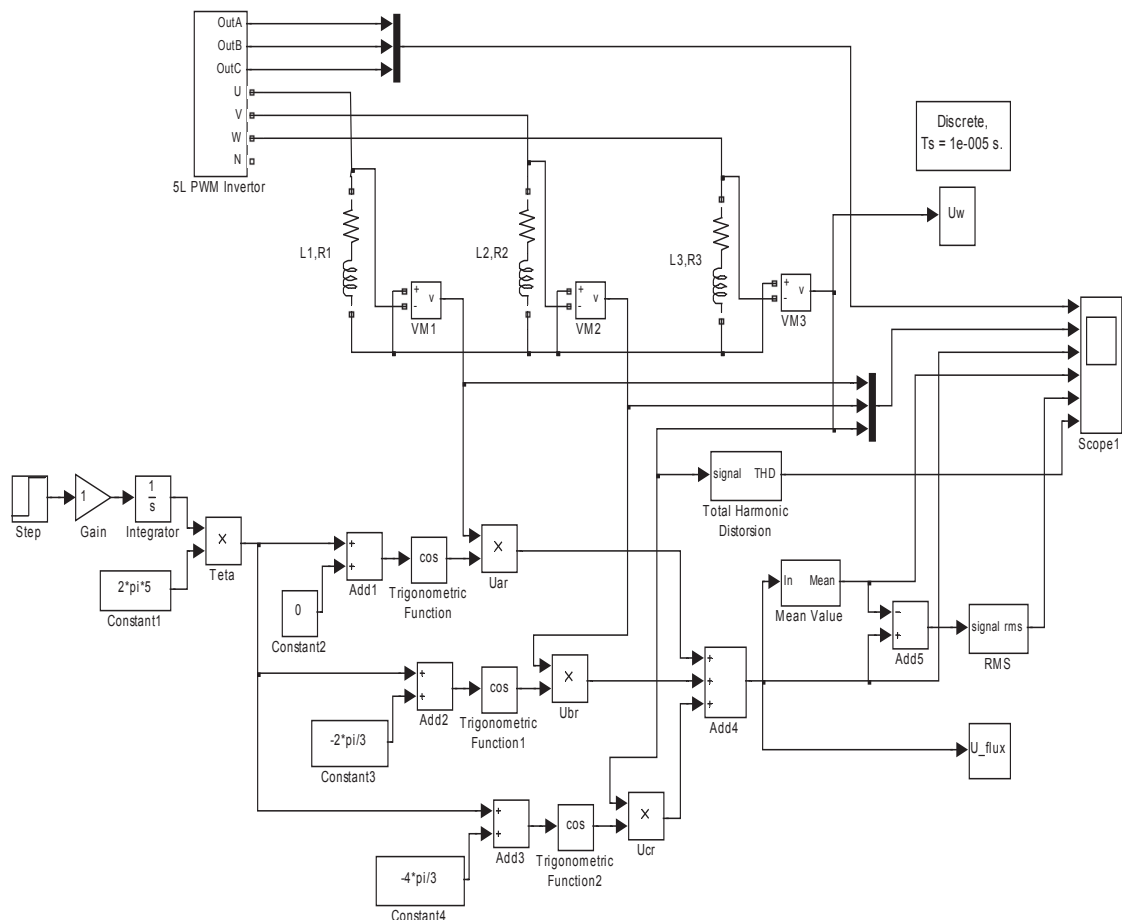 OutA
OutB
OutC
U
V
W
N
5L PWM Invertor
Discrete,
Ts = 1e-005 s.
Uw
L1,R1
L2,R2
L3,R3
+
-
v
VM1
+
-
v
VM2
+
-
v
VM3
Scope1
signal THD
Total Harmonic
Distorsion
Step
1
Gain
1
s
Integrator
X
Teta
2*pi*5
Constant1
+
+
Add1
0
Constant2
cos
Trigonometric
Function
X
Uar
In Mean
Mean Value
-
+
Add5
signal rms
RMS
+
+
Add2
-2*pi/3
Constant3
cos
Trigonometric
Function1
X
Ubr
+
+
+
Add4
U_flux
+
+
Add3
-4*pi/3
Constant4
cos
Trigonometric
Function2
X
Ucr